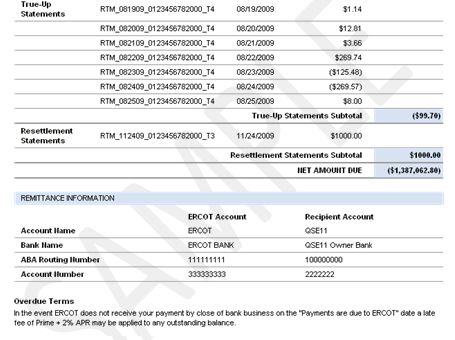 True-Up
Statements RTM_081909_0123456782000_T4 08/19/2009 $1.14
RTM_082009_0123456782000_T4 08/20/2009 $12.81
RTM_082109_0123456782000_T4 08/21/2009 $3.66
RTM_082209_0123456782000_T4 08/22/2009 $269.74
RTM_082309_0123456782000_T4 08/23/2009 ($125.48)
RTM_082409_0123456782000_T4 08/24/2009 ($269.57)
RTM_082509_0123456782000_T4 08/25/2009 $8.00
True-Up Statements Subtotal ($99.70)
Resettlement
Statements RTM_112409_0123456782000_T3 11/24/2009 $1000.00
Resettlement Statements Subtotal $1000.00
NET AMOUNT DUE ($1,387,062.80)
REMITTANCE INFORMATION
ERCOT Account Recipient Account
Account Name ERCOT QSE11
Bank Name ERCOT BANK QSE11 Owner Bank
ABA Routing Number 111111111 100000000
Account Number 333333333 2222222
Overdue Terms
In the event ERCOT does not receive your payment by close of bank business on the "Payments are due to ERCOT" date a late
fee of Prime + 2% APR may be applied to any outstanding balance.
SAMPLE